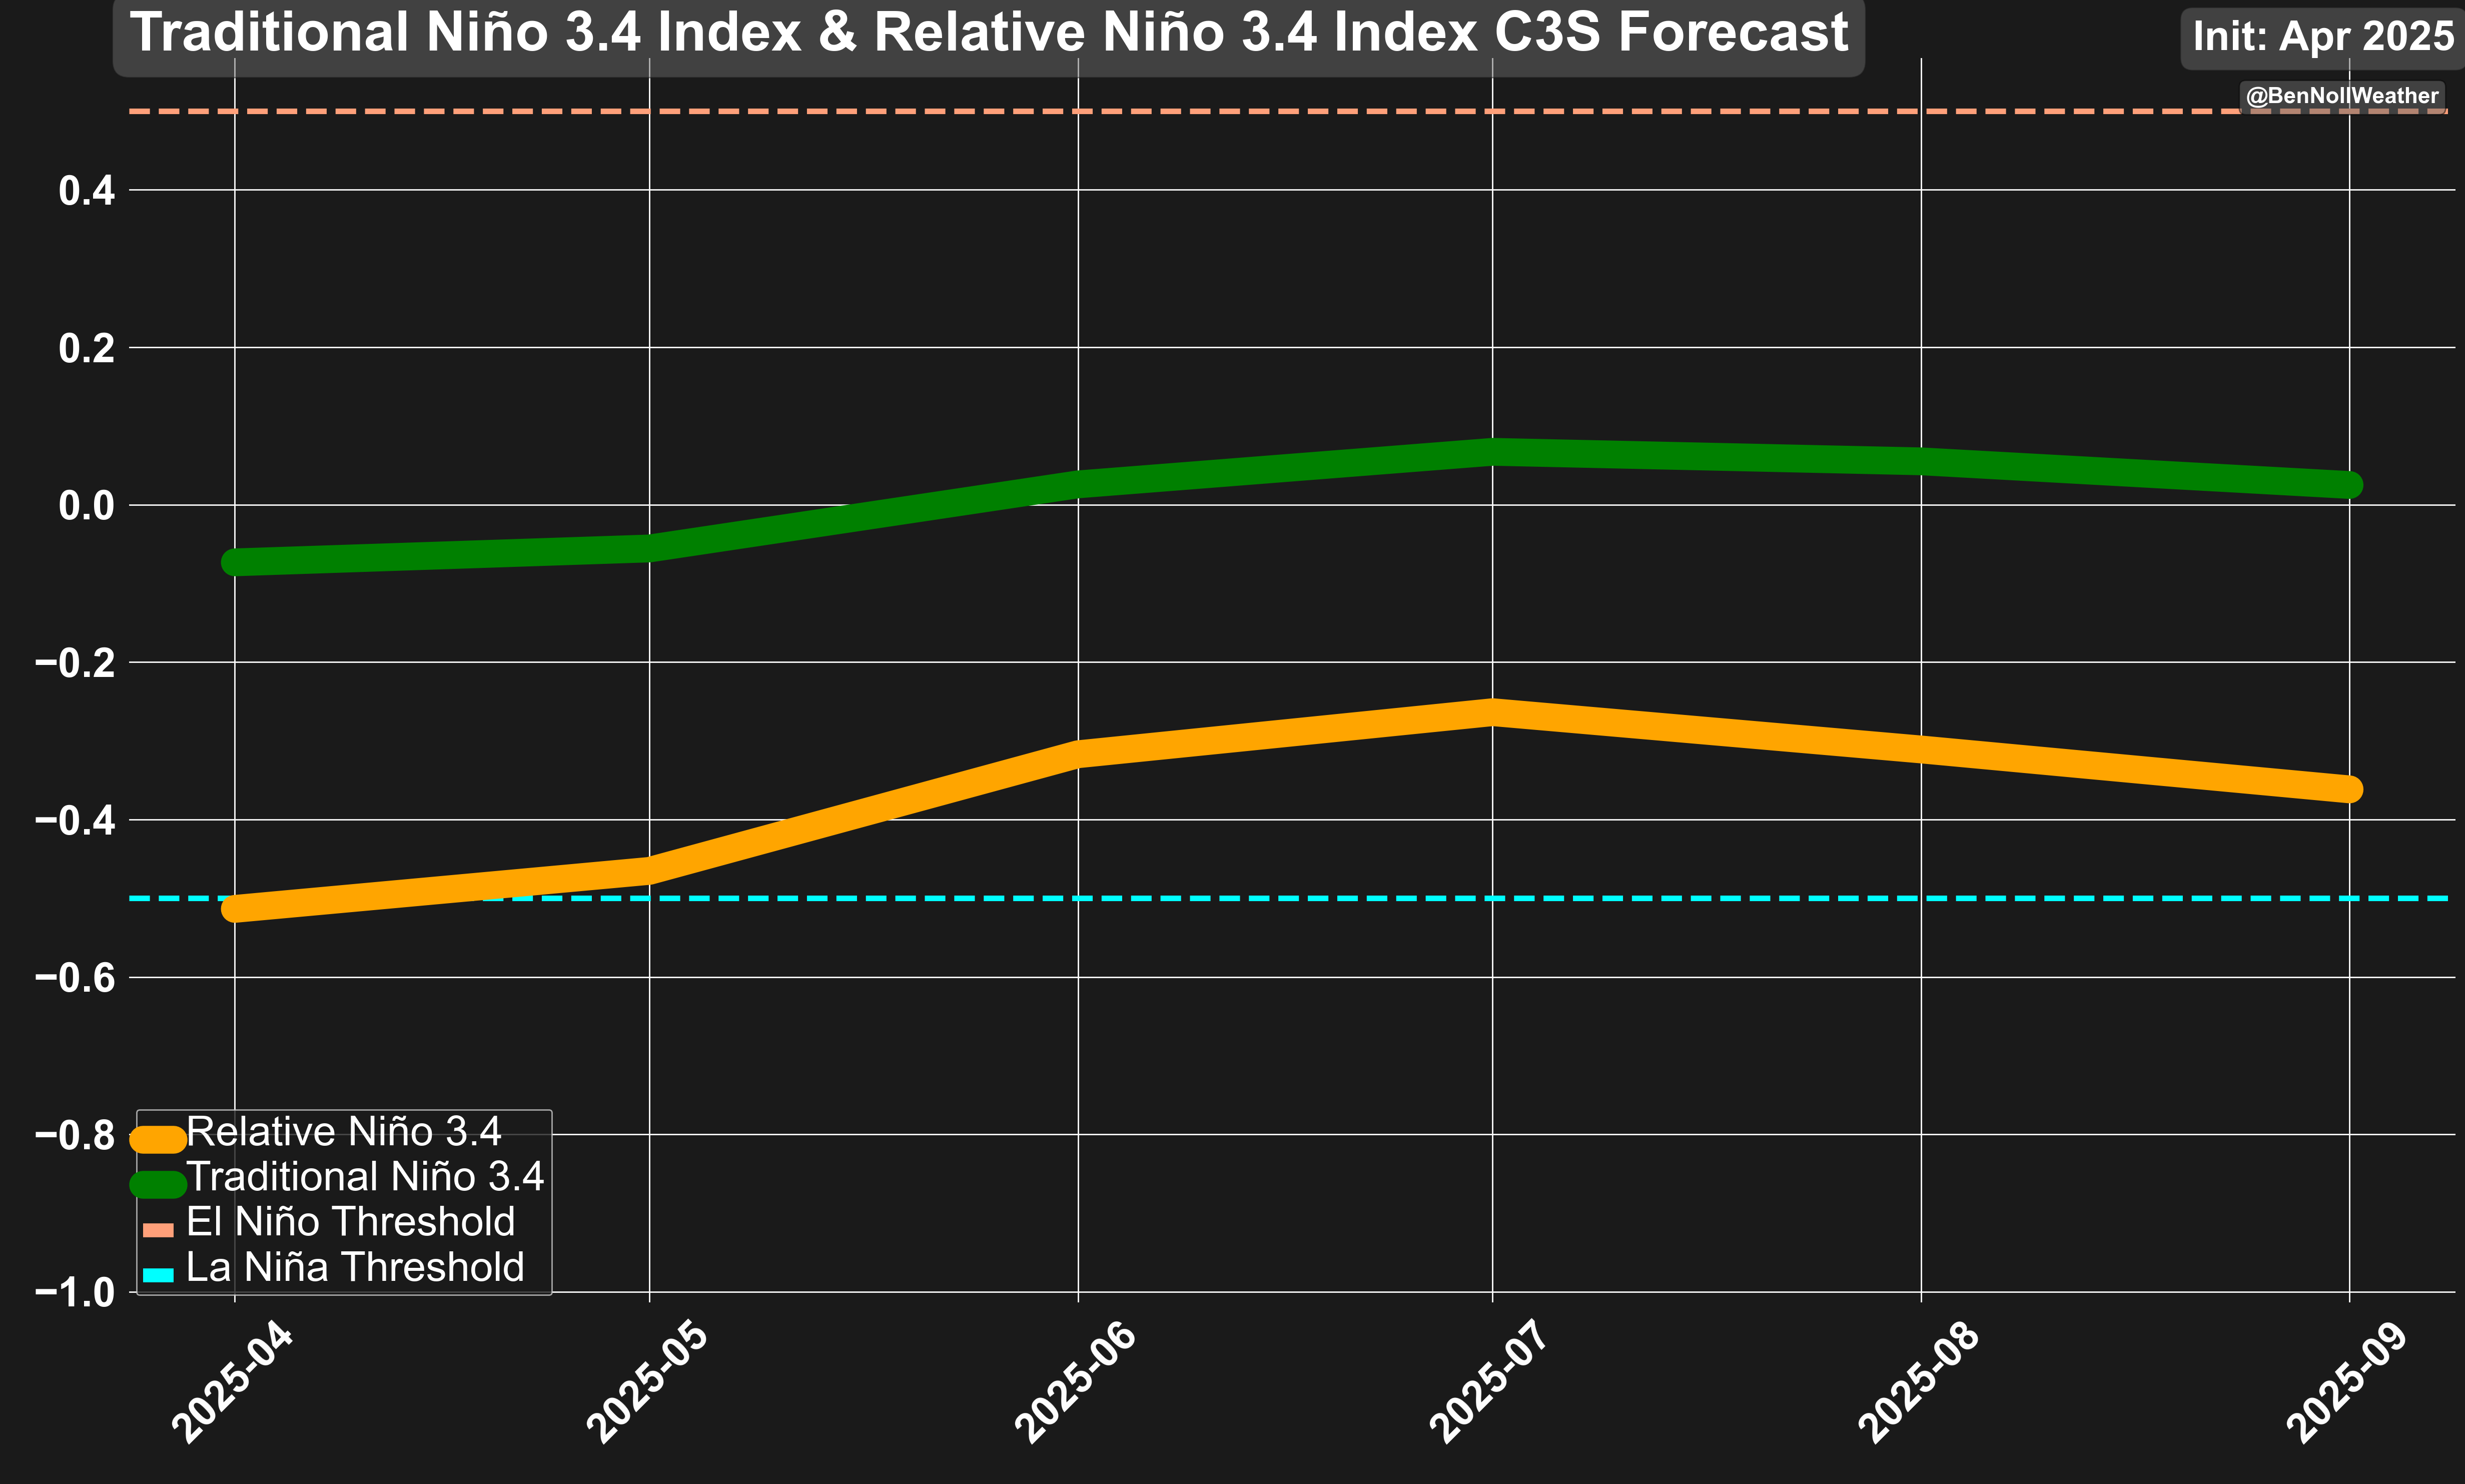 Traditional Niño 3.4 Index & Relative Niño 3.4 Index C3S Forecast
Init: Apr 2025
@BenNollWeather
0.4
0.2
0.0
−0.2
−0.4
−0.6
−0.8
−1.0
Relative Niño 3.4
Traditional Niño 3.4
El Niño Threshold
La Niña Threshold
2025-04
2025-05
2025-06
2025-07
2025-08
2025-09